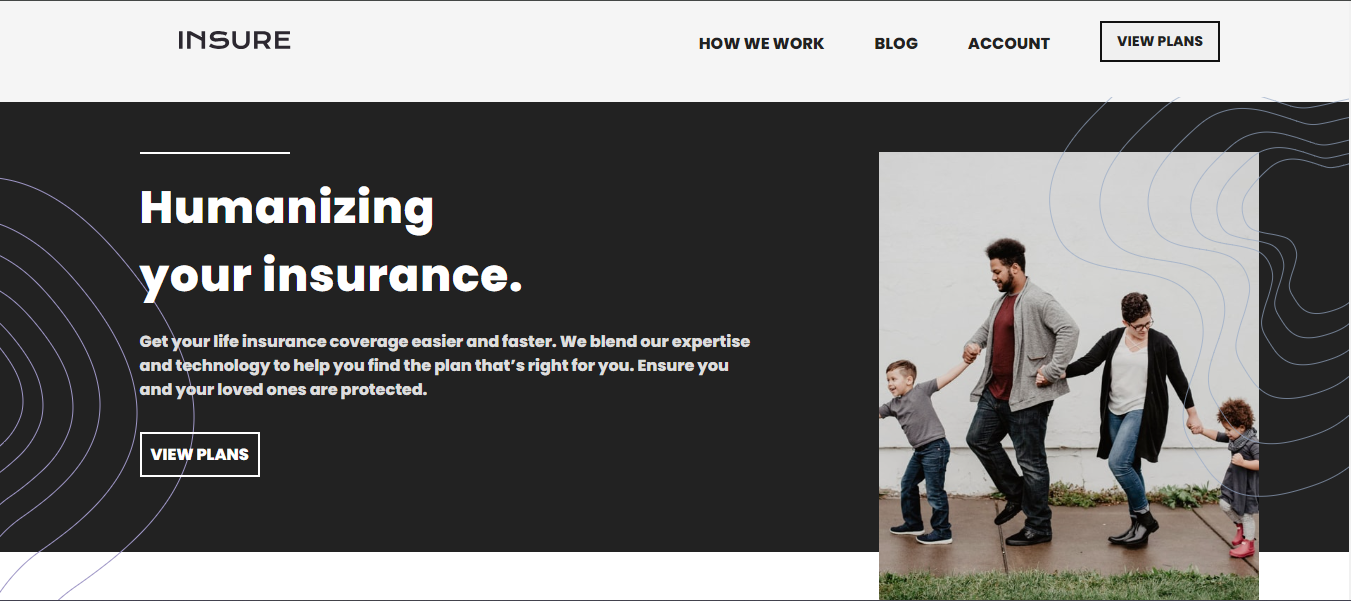 INSURE
HOW WE WORK
BLOG
ACCOUNT
VIEW PLANS
Humanizing
your insurance.
Get your life insurance coverage easier and faster. We blend our expertise
and technology to help you find the plan that’s right for you. Ensure you
and your loved ones are protected.
VIEW PLANS